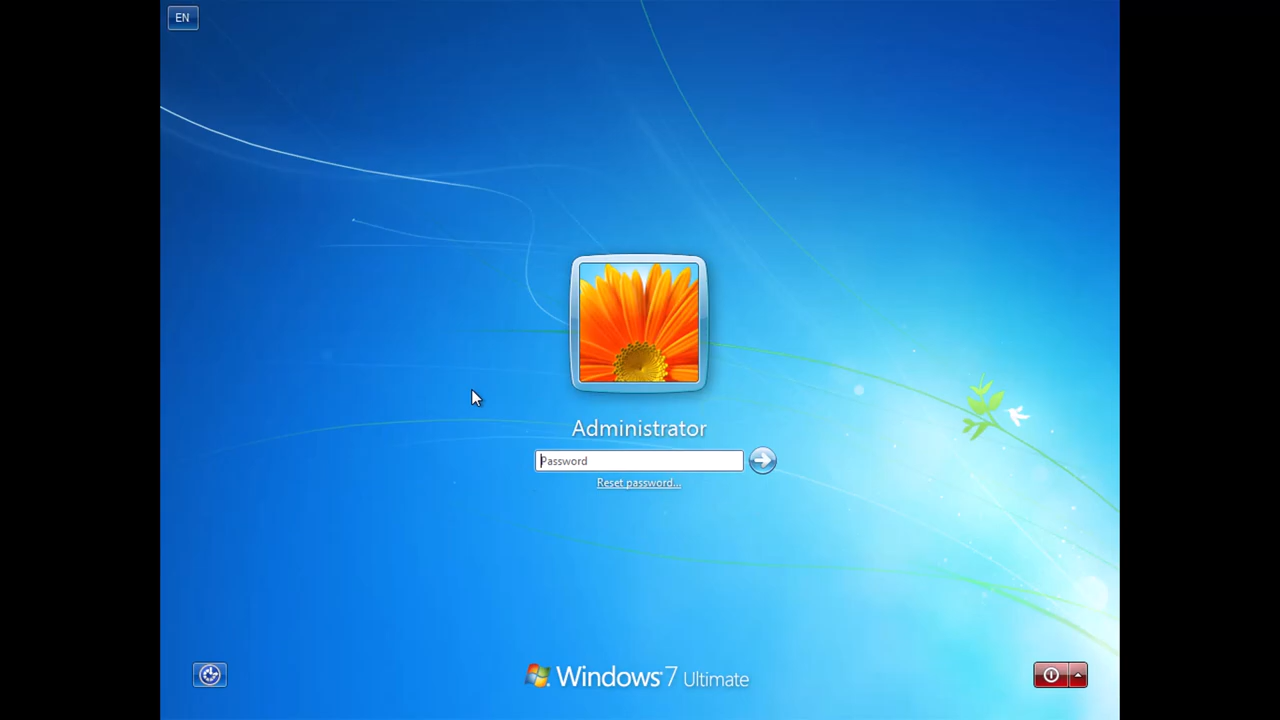 EN
Administrator
Password
Reset password...
Windows 7 Ultimate